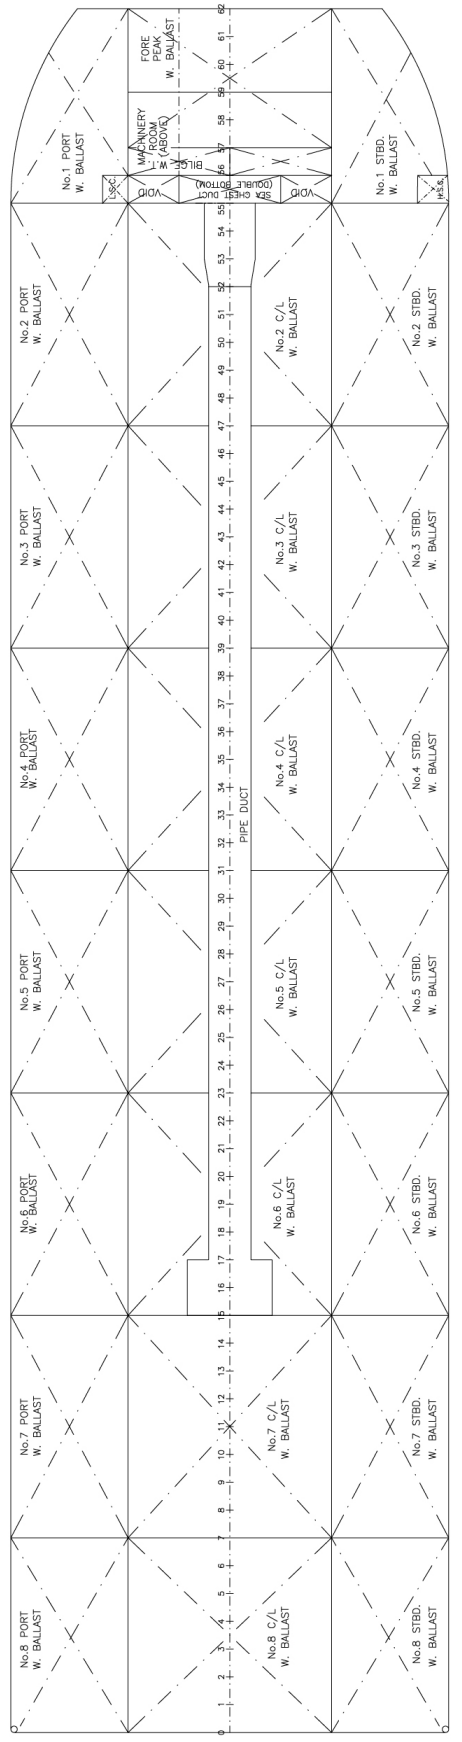 FORE
PEAK
W. BALLAST
MACHINERY
ROOM
(ABOVE)
BILGE W.T.
No.1 PORT
W. BALLAST
No.1 STBD.
W. BALLAST
L.S.C.
VOID
SEA CHEST DUCT
(DOUBLE BOTTOM)
VOID
H.S.C.
No.2 PORT
W. BALLAST
No.2 C/L
W. BALLAST
No.2 STBD.
W. BALLAST
No.3 PORT
W. BALLAST
No.3 C/L
W. BALLAST
No.3 STBD.
W. BALLAST
No.4 PORT
W. BALLAST
No.4 C/L
W. BALLAST
No.4 STBD.
W. BALLAST
PIPE DUCT
No.5 PORT
W. BALLAST
No.5 C/L
W. BALLAST
No.5 STBD.
W. BALLAST
No.6 PORT
W. BALLAST
No.6 C/L
W. BALLAST
No.6 STBD.
W. BALLAST
No.7 PORT
W. BALLAST
No.7 C/L
W. BALLAST
No.7 STBD.
W. BALLAST
No.8 PORT
W. BALLAST
No.8 C/L
W. BALLAST
No.8 STBD.
W. BALLAST
0 1 2 3 4 5 6 7 8 9 10 11 12 13 14 15 16 17 18 19 20 21 22 23 24 25 26 27 28 29 30 31 32 33 34 35 36 37 38 39 40 41 42 43 44 45 46 47 48 49 50 51 52 53 54 55 56 57 58 59 60 61 62